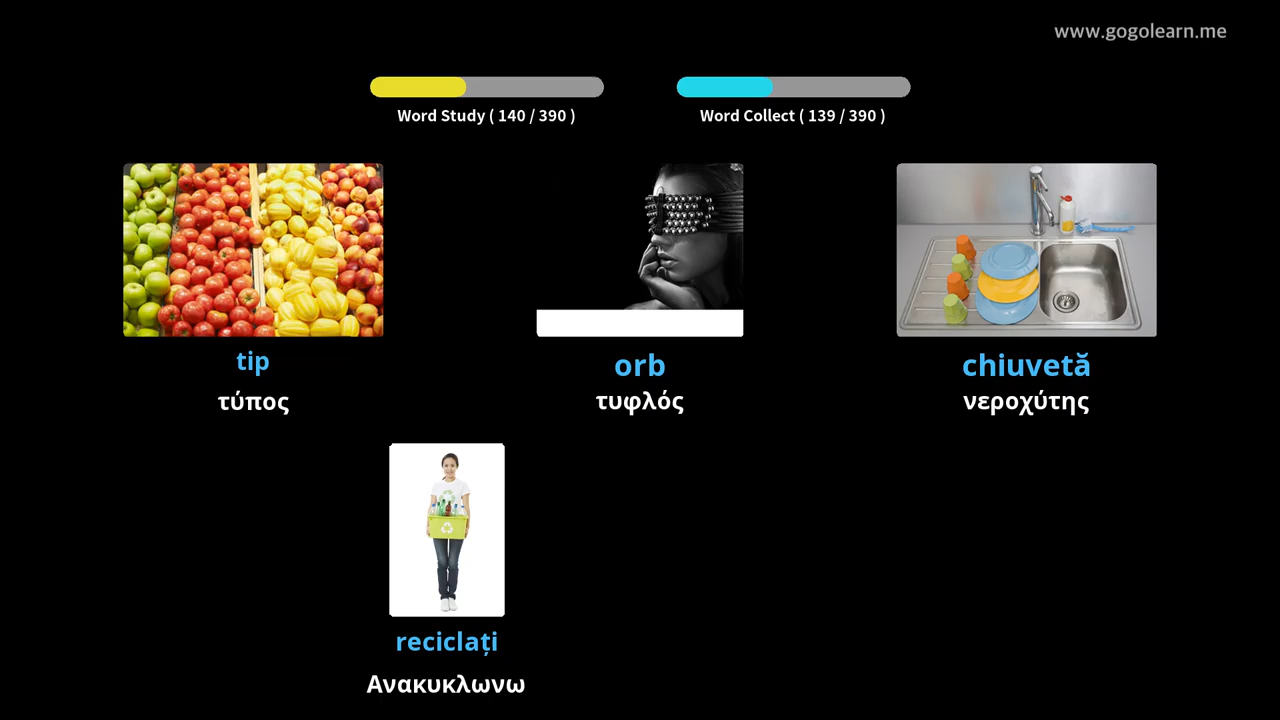 www.gogolearn.me
Word Study ( 140 / 390 )
Word Collect ( 139 / 390 )
tip
τύπος
orb
τυφλός
chiuvetă
νεροχύτης
reciclați
Ανακυκλωνω